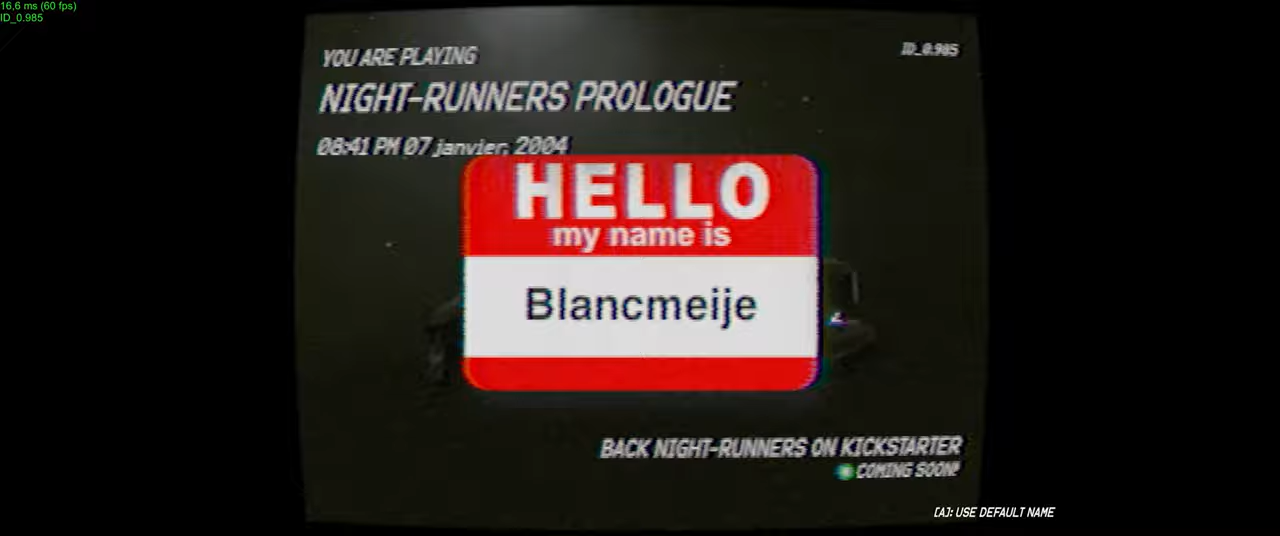 16,6 ms (60 fps)
ID_0.985
YOU ARE PLAYING
ID_0.985
NIGHT-RUNNERS PROLOGUE
08:41 PM 07 janvier, 2004
HELLO
my name is
Blancmeije
BACK NIGHT-RUNNERS ON KICKSTARTER
COMING SOON!
[A]: USE DEFAULT NAME